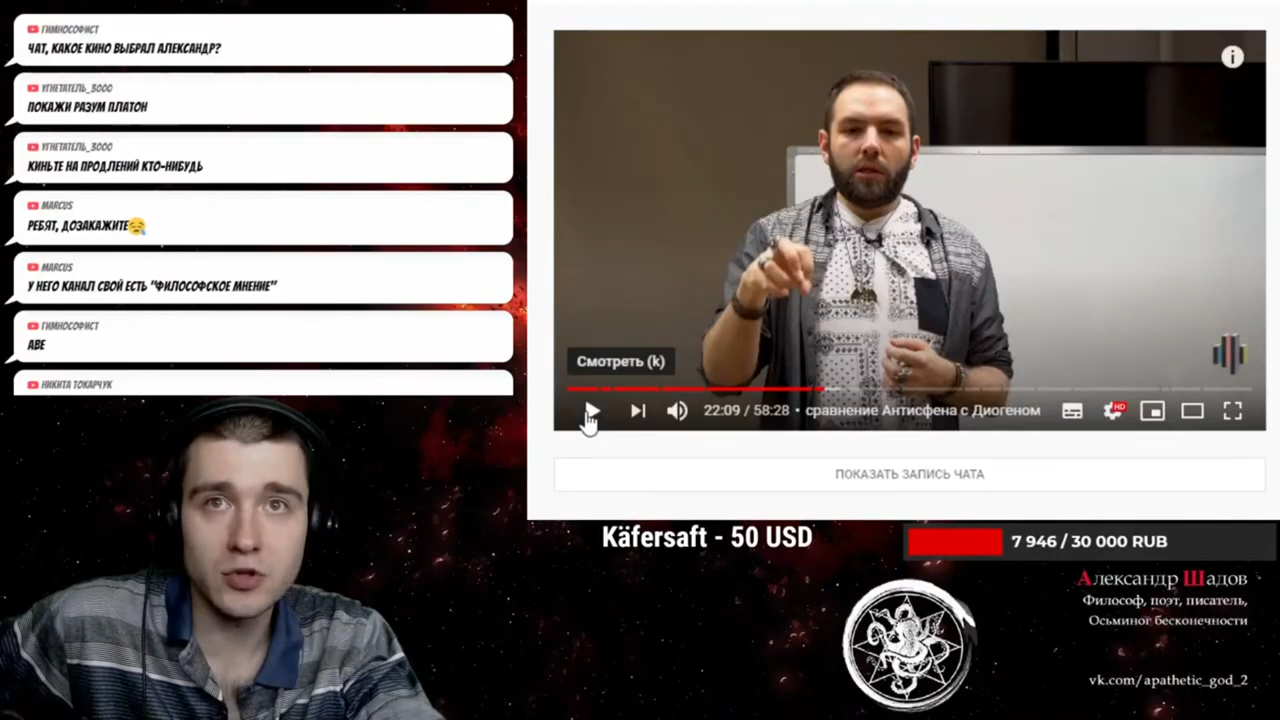 ГИМНОСОФИСТ
ЧАТ, КАКОЕ КИНО ВЫБРАЛ АЛЕКСАНДР?
УГНЕТАТЕЛЬ_3000
ПОКАЖИ РАЗУМ ПЛАТОН
УГНЕТАТЕЛЬ_3000
КИНЬТЕ НА ПРОДЛЕНИЙ КТО-НИБУДЬ
MARCUS
РЕБЯТ, ДОЗАКАЖИТЕ😪
MARCUS
У НЕГО КАНАЛ СВОЙ ЕСТЬ "ФИЛОСОФСКОЕ МНЕНИЕ"
ГИМНОСОФИСТ
АВЕ
НИКИТА ТОКАРЧУК
Смотреть (k)
22:09 / 58:28 • сравнение Антисфена с Диогеном
HD
ПОКАЗАТЬ ЗАПИСЬ ЧАТА
Käfersaft - 50 USD
7 946 / 30 000 RUB
Александр Шадов
Философ, поэт, писатель,
Осьминог бесконечности
vk.com/apathetic_god_2